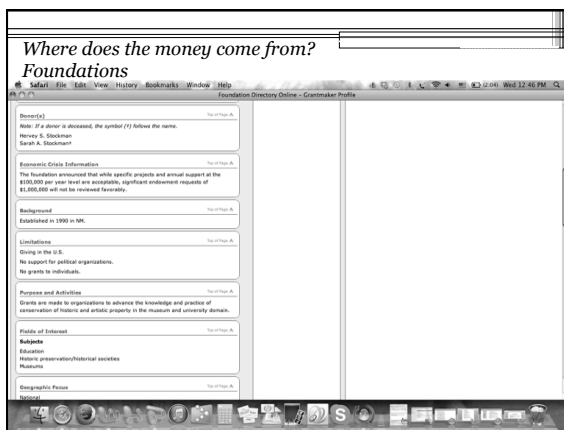 Where does the money come from?
Foundations
Safari File Edit View History Bookmarks Window Help (2:04) Wed 12:46 PM
Foundation Directory Online – Grantmaker Profile
Donor(s) Top of Page
Note: If a donor is deceased, the symbol (†) follows the name.
Hervey S. Stockman
Sarah A. Stockman†
Economic Crisis Information Top of Page
The foundation announced that while specific projects and annual support at the
$100,000 per year level are acceptable, significant endowment requests of
$1,000,000 will not be reviewed favorably.
Background Top of Page
Established in 1990 in NM.
Limitations Top of Page
Giving in the U.S.
No support for political organizations.
No grants to individuals.
Purpose and Activities Top of Page
Grants are made to organizations to advance the knowledge and practice of
conservation of historic and artistic property in the museum and university domain.
Fields of Interest Top of Page
Subjects
Education
Historic preservation/historical societies
Museums
Geographic Focus Top of Page
National